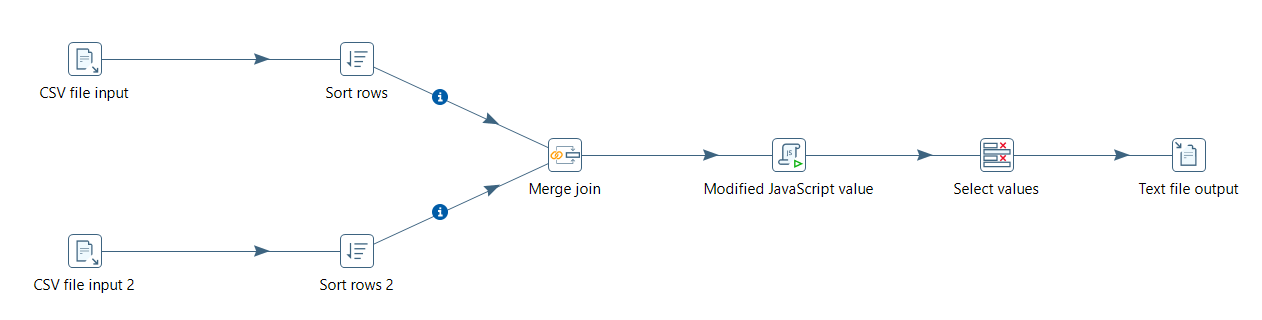 CSV file input
Sort rows
Merge join
Modified JavaScript value
JS
Select values
Text file output
CSV file input 2
Sort rows 2